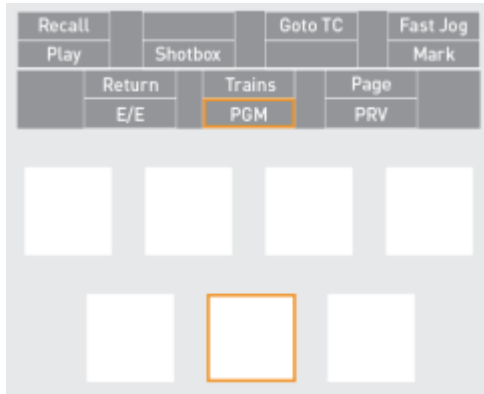 Recall Goto TC Fast Jog
Play Shotbox Mark
Return Trains Page
E/E PGM PRV